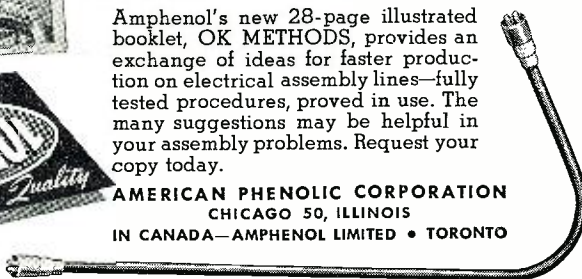 Amphenol's new 28-page illustrated
booklet, OK METHODS, provides an
exchange of ideas for faster produc-
tion on electrical assembly lines—fully
tested procedures, proved in use. The
many suggestions may be helpful in
your assembly problems. Request your
copy today.
Quality
AMERICAN PHENOLIC CORPORATION
CHICAGO 50, ILLINOIS
IN CANADA—AMPHENOL LIMITED • TORONTO